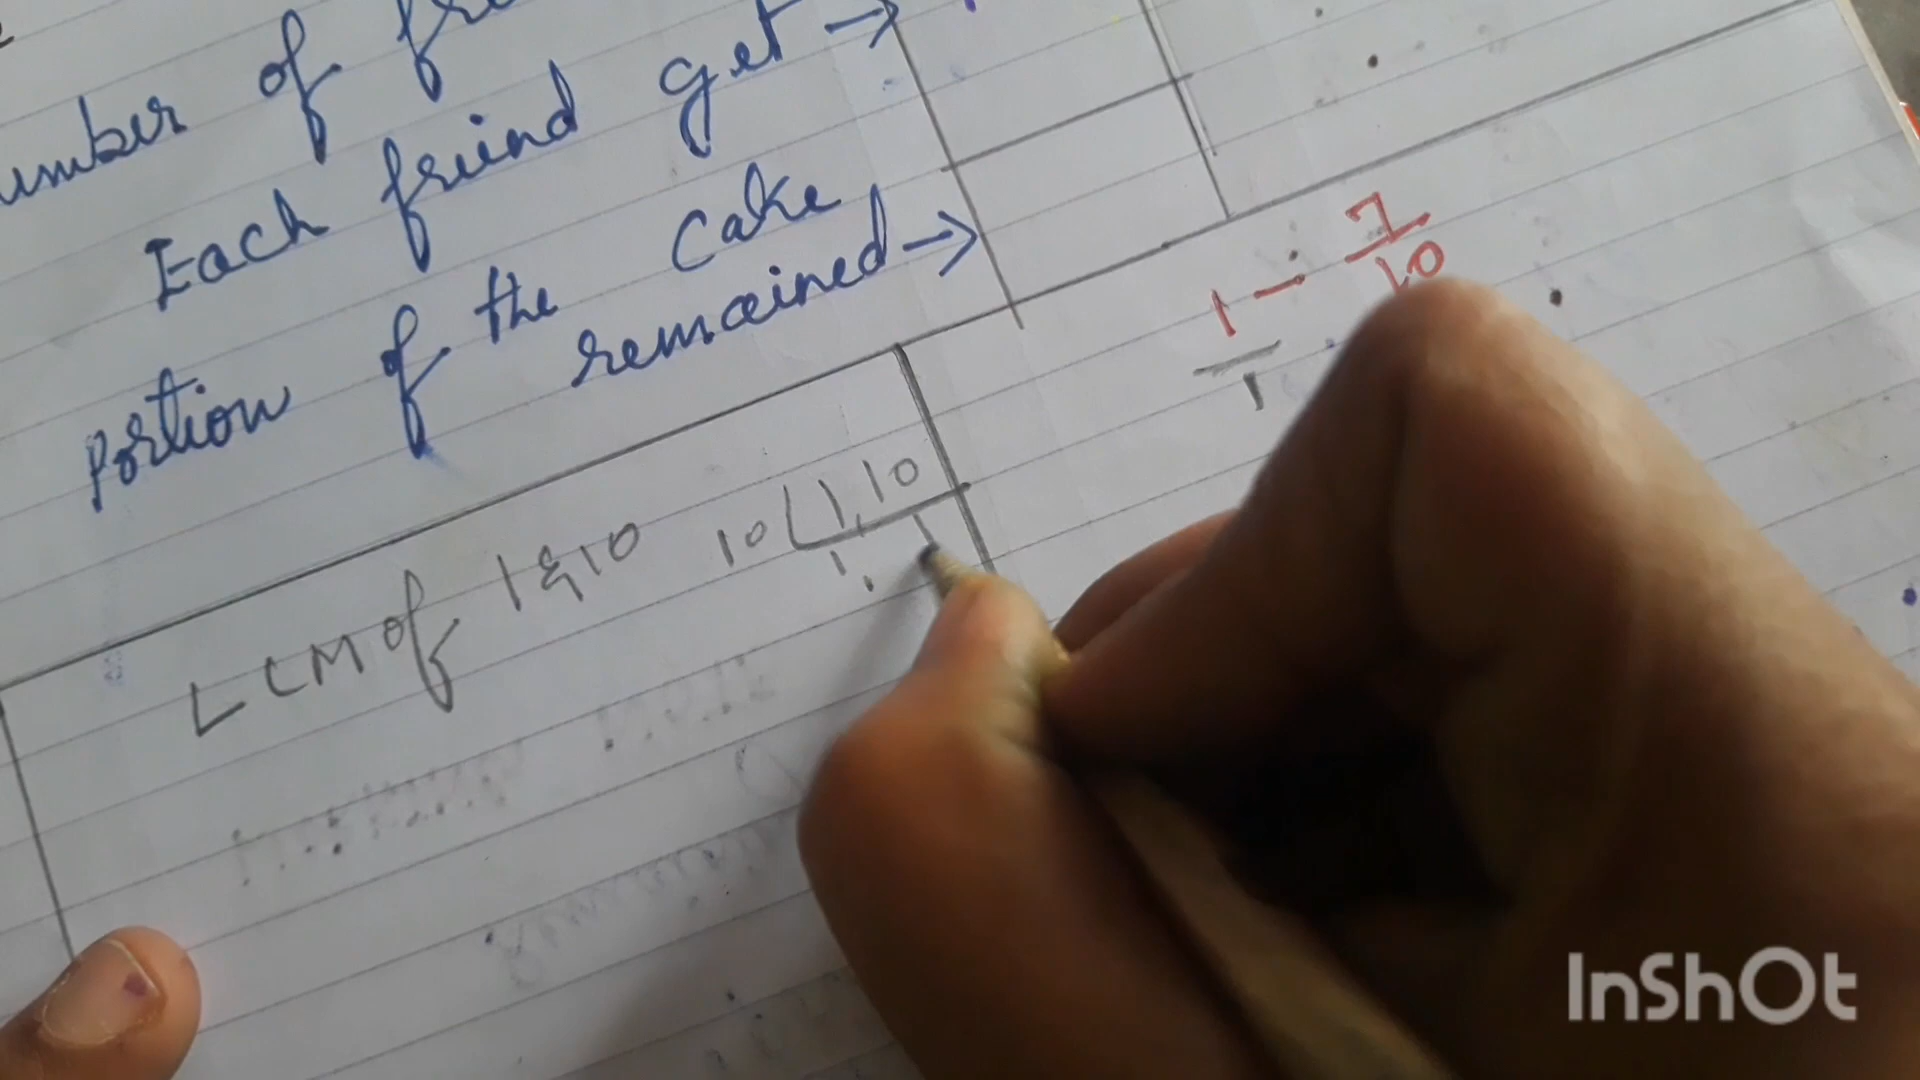 of
Each friend get →
portion of the cake
remained →
1 - 7
10
1
LCM of 1 & 10 10 1, 10
1, 1
InShOt